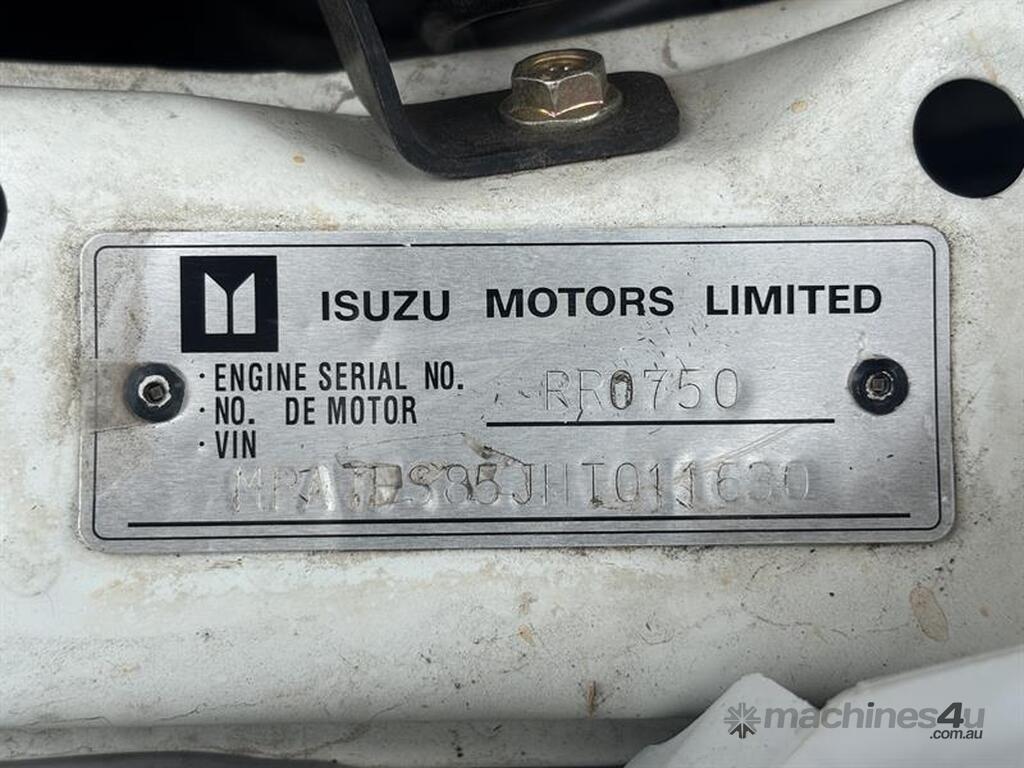 ISUZU MOTORS LIMITED
· ENGINE SERIAL NO.
· NO. DE MOTOR
RR0750
· VIN
MPATFS85JHT011630
machines4u
.com.au